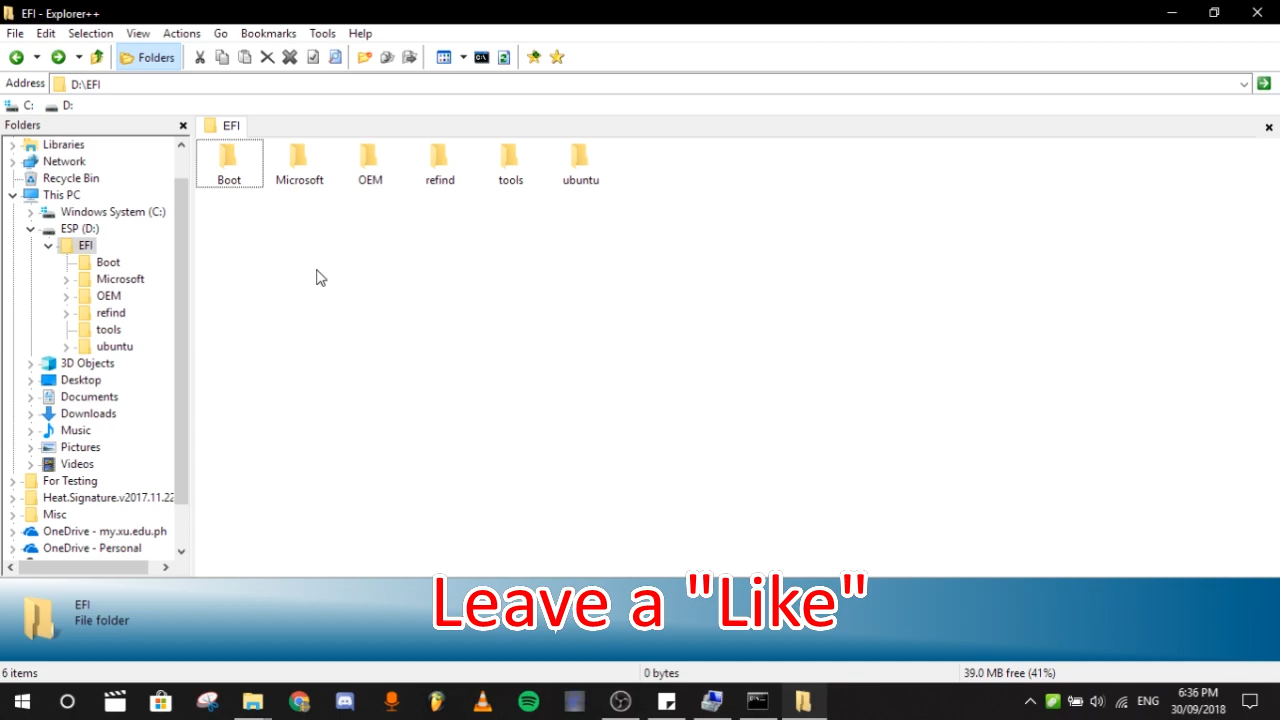 EFI - Explorer++
File Edit Selection View Actions Go Bookmarks Tools Help
Folders
Address D:\EFI
C: D:
Folders
Libraries
Network
Recycle Bin
This PC
Windows System (C:)
ESP (D:)
EFI
Boot
Microsoft
OEM
refind
tools
ubuntu
3D Objects
Desktop
Documents
Downloads
Music
Pictures
Videos
For Testing
Heat.Signature.v2017.11.22
Misc
OneDrive - my.xu.edu.ph
OneDrive - Personal
EFI
Boot Microsoft OEM refind tools ubuntu
EFI
File folder
Leave a "Like"
6 items 0 bytes 39.0 MB free (41%)
ENG
6:36 PM
30/09/2018